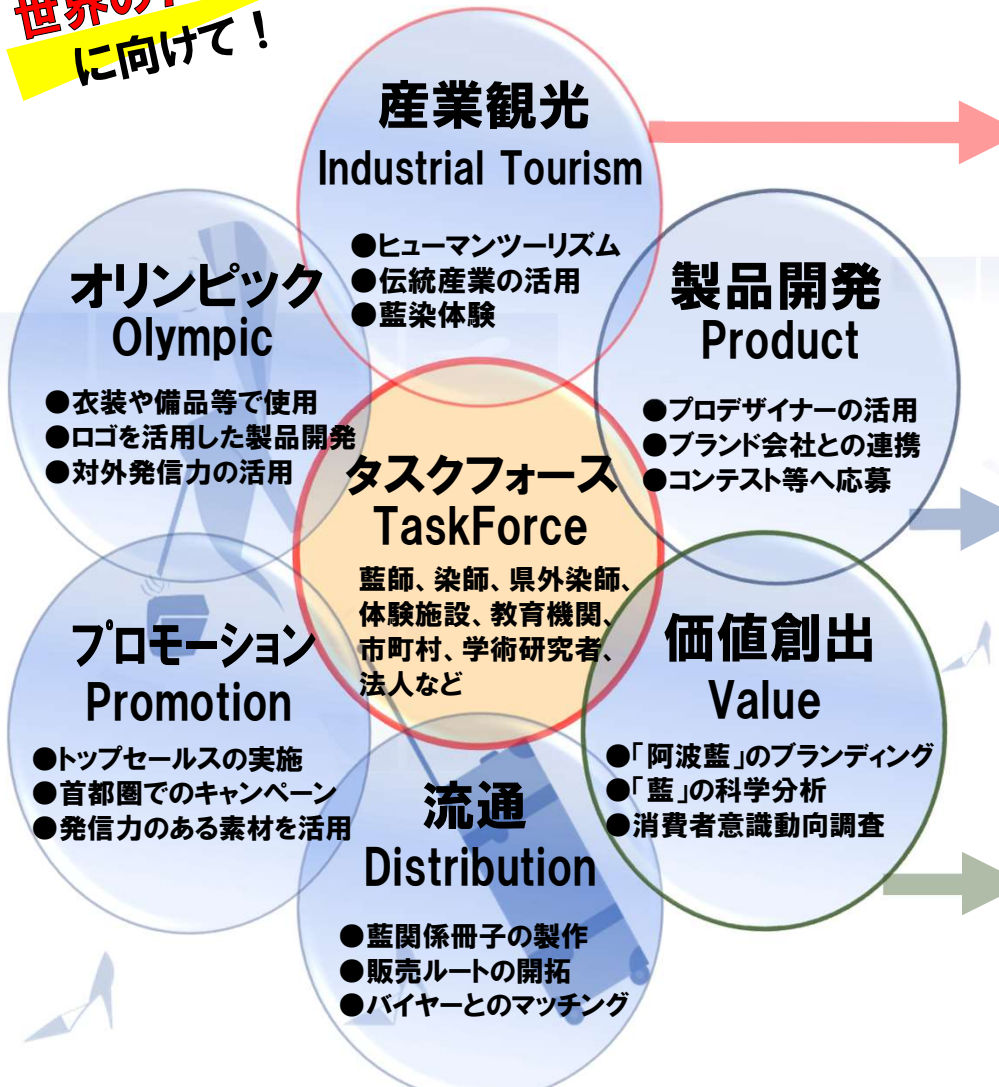 世界の
に向けて！
産業観光
Industrial Tourism
●ヒューマンツーリズム
●伝統産業の活用
●藍染体験
オリンピック
Olympic
●衣装や備品等で使用
●ロゴを活用した製品開発
●対外発信力の活用
製品開発
Product
●プロデザイナーの活用
●ブランド会社との連携
●コンテスト等へ応募
タスクフォース
TaskForce
藍師、染師、県外染師、
体験施設、教育機関、
市町村、学術研究者、
法人など
プロモーション
Promotion
●トップセールスの実施
●首都圏でのキャンペーン
●発信力のある素材を活用
価値創出
Value
●「阿波藍」のブランディング
●「藍」の科学分析
●消費者意識動向調査
流通
Distribution
●藍関係冊子の製作
●販売ルートの開拓
●バイヤーとのマッチング